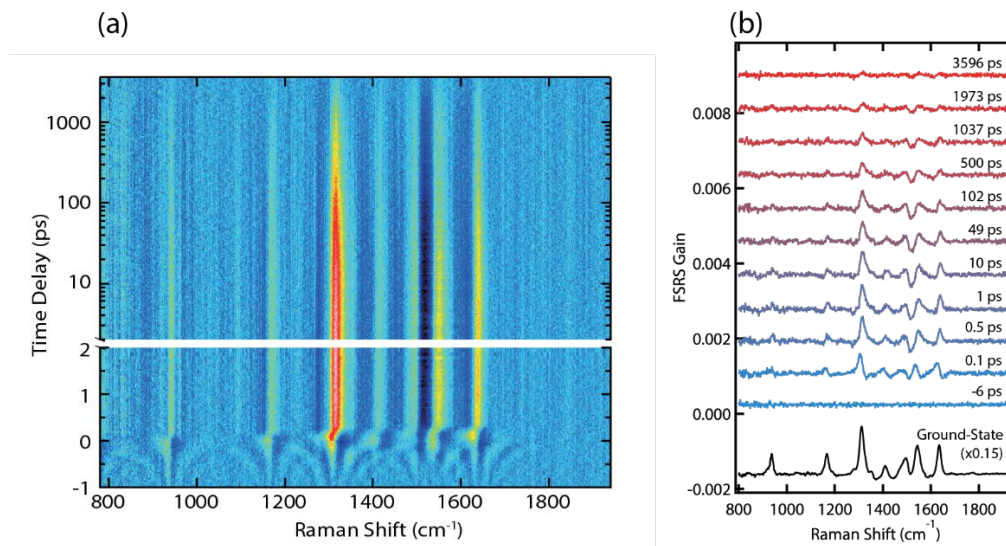 (a)
1000
100
10
2
1
0
-1
Time Delay (ps)
800
1000
1200
1400
1600
1800
Raman Shift (cm⁻¹)
(b)
3596 ps
1973 ps
1037 ps
500 ps
102 ps
49 ps
10 ps
1 ps
0.5 ps
0.1 ps
-6 ps
Ground-State
(x0.15)
0.008
0.006
0.004
0.002
0.000
-0.002
FSRS Gain
800
1000
1200
1400
1600
1800
Raman Shift (cm⁻¹)